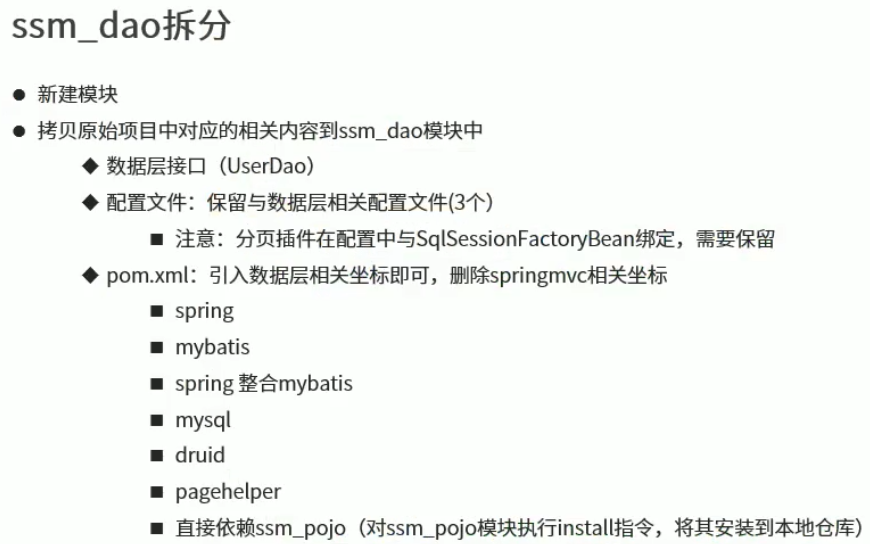 ssm_dao拆分
● 新建模块
● 拷贝原始项目中对应的相关内容到ssm_dao模块中
◆ 数据层接口（UserDao）
◆ 配置文件：保留与数据层相关配置文件(3个）
■ 注意：分页插件在配置中与SqlSessionFactoryBean绑定，需要保留
◆ pom.xml：引入数据层相关坐标即可，删除springmvc相关坐标
■ spring
■ mybatis
■ spring 整合mybatis
■ mysql
■ druid
■ pagehelper
■ 直接依赖ssm_pojo（对ssm_pojo模块执行install指令，将其安装到本地仓库）